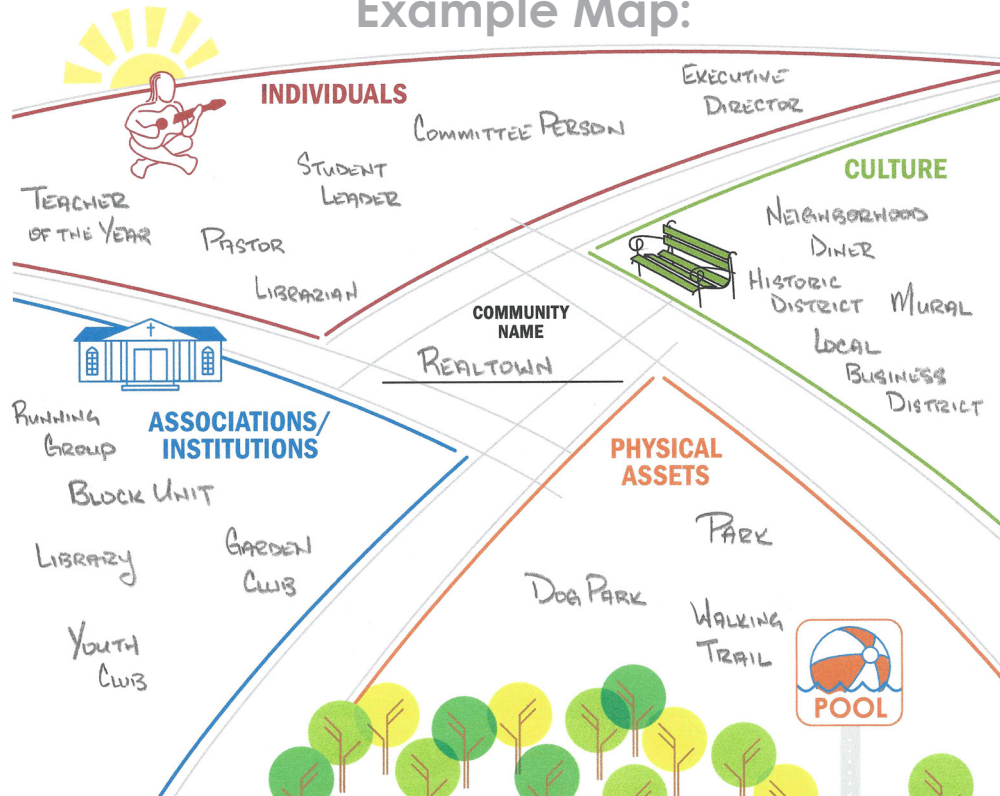 Example Map:
INDIVIDUALS
EXECUTIVE
DIRECTOR
COMMITTEE PERSON
STUDENT
LEADER
TEACHER
OF THE YEAR
PASTOR
LIBRARIAN
CULTURE
NEIGHBORHOOD
DINER
HISTORIC
DISTRICT
MURAL
LOCAL
BUSINESS
DISTRICT
COMMUNITY
NAME
REALTOWN
ASSOCIATIONS/
INSTITUTIONS
RUNNING
GROUP
BLOCK UNIT
LIBRARY
GARDEN
CLUB
YOUTH
CLUB
PHYSICAL
ASSETS
PARK
DOG PARK
WALKING
TRAIL
POOL